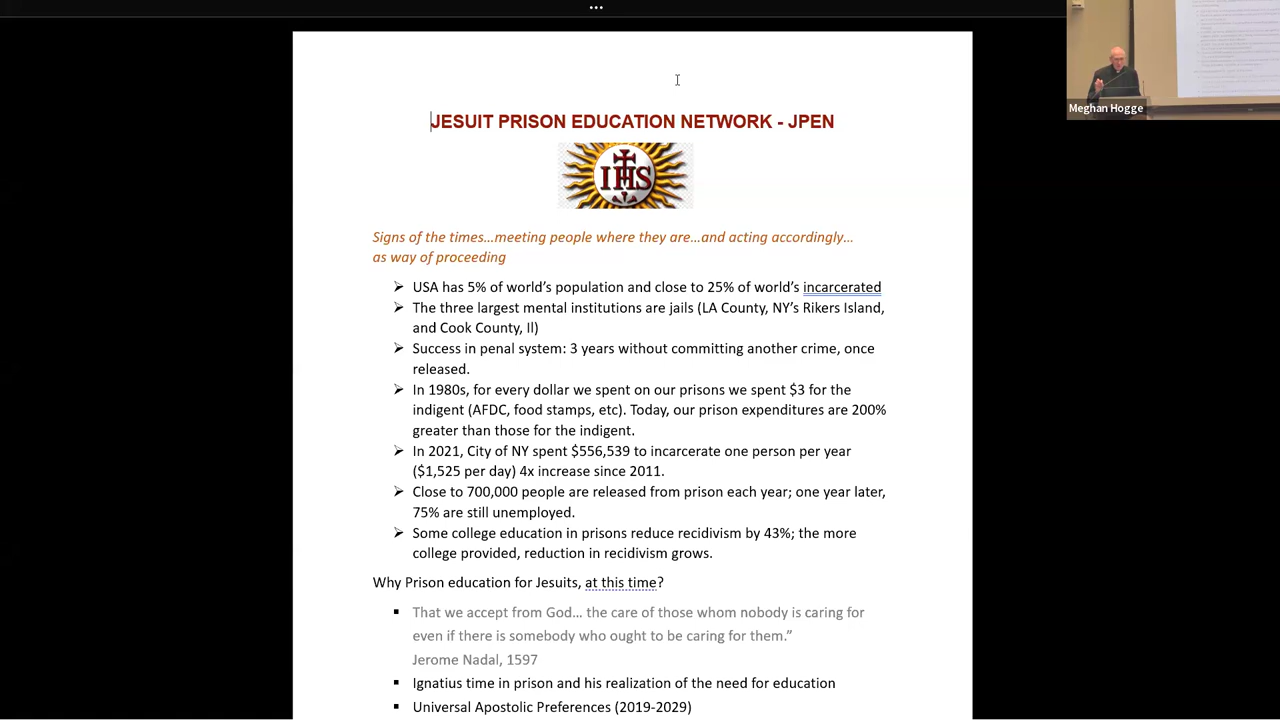 Meghan Hogge
JESUIT PRISON EDUCATION NETWORK - JPEN
IHS
Signs of the times…meeting people where they are…and acting accordingly…
as way of proceeding
➢ USA has 5% of world’s population and close to 25% of world’s incarcerated
➢ The three largest mental institutions are jails (LA County, NY’s Rikers Island,
and Cook County, Il)
➢ Success in penal system: 3 years without committing another crime, once
released.
➢ In 1980s, for every dollar we spent on our prisons we spent $3 for the
indigent (AFDC, food stamps, etc). Today, our prison expenditures are 200%
greater than those for the indigent.
➢ In 2021, City of NY spent $556,539 to incarcerate one person per year
($1,525 per day) 4x increase since 2011.
➢ Close to 700,000 people are released from prison each year; one year later,
75% are still unemployed.
➢ Some college education in prisons reduce recidivism by 43%; the more
college provided, reduction in recidivism grows.
Why Prison education for Jesuits, at this time?
▪ That we accept from God… the care of those whom nobody is caring for
even if there is somebody who ought to be caring for them.”
Jerome Nadal, 1597
▪ Ignatius time in prison and his realization of the need for education
▪ Universal Apostolic Preferences (2019-2029)